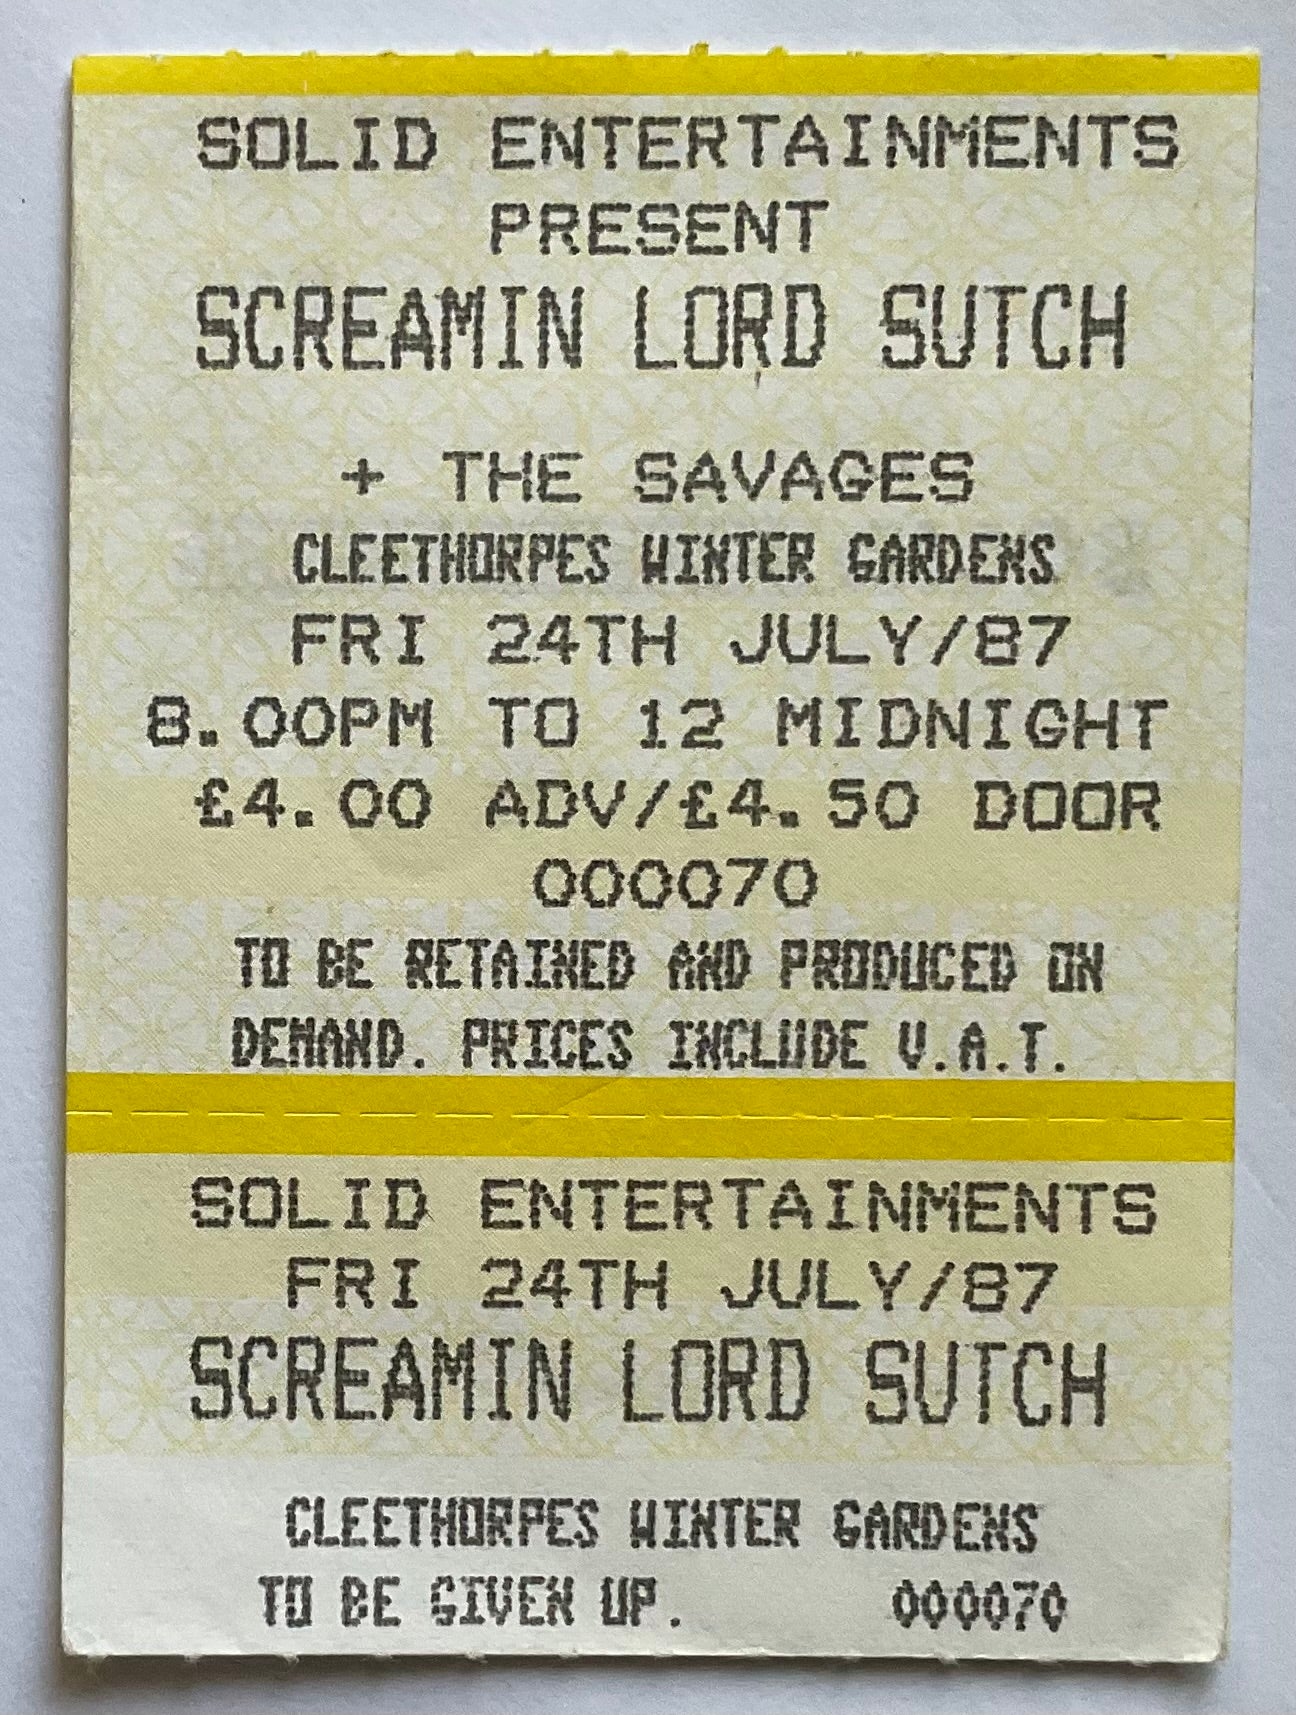 SOLID ENTERTAINMENTS
PRESENT
SCREAMIN LORD SUTCH
+ THE SAVAGES
CLEETHORPES WINTER GARDENS
FRI 24TH JULY/87
8.00PM TO 12 MIDNIGHT
£4.00 ADV/£4.50 DOOR
000070
TO BE RETAINED AND PRODUCED ON
DEMAND. PRICES INCLUDE V.A.T.
SOLID ENTERTAINMENTS
FRI 24TH JULY/87
SCREAMIN LORD SUTCH
CLEETHORPES WINTER GARDENS
TO BE GIVEN UP. 000070